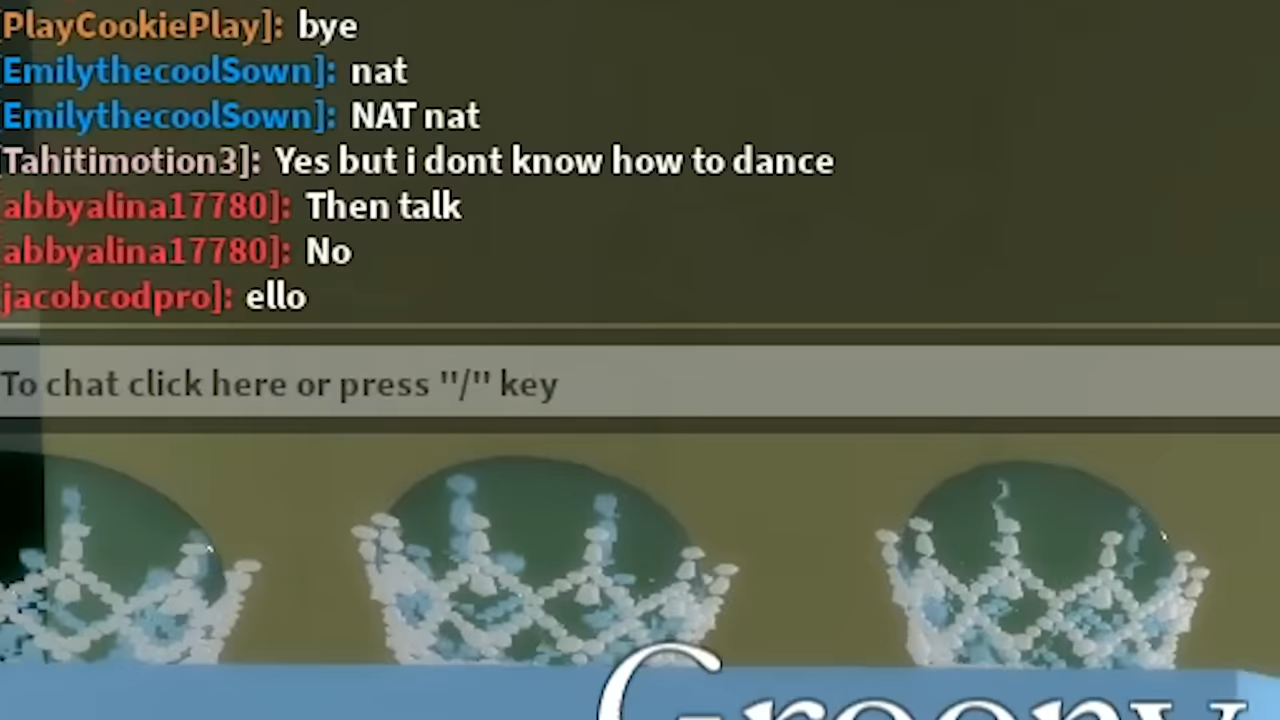 [PlayCookiePlay]: bye
[EmilythecoolSown]: nat
[EmilythecoolSown]: NAT nat
[Tahitimotion3]: Yes but i dont know how to dance
[abbyalina17780]: Then talk
[abbyalina17780]: No
[jacobcodpro]: ello
To chat click here or press "/" key
Groovy